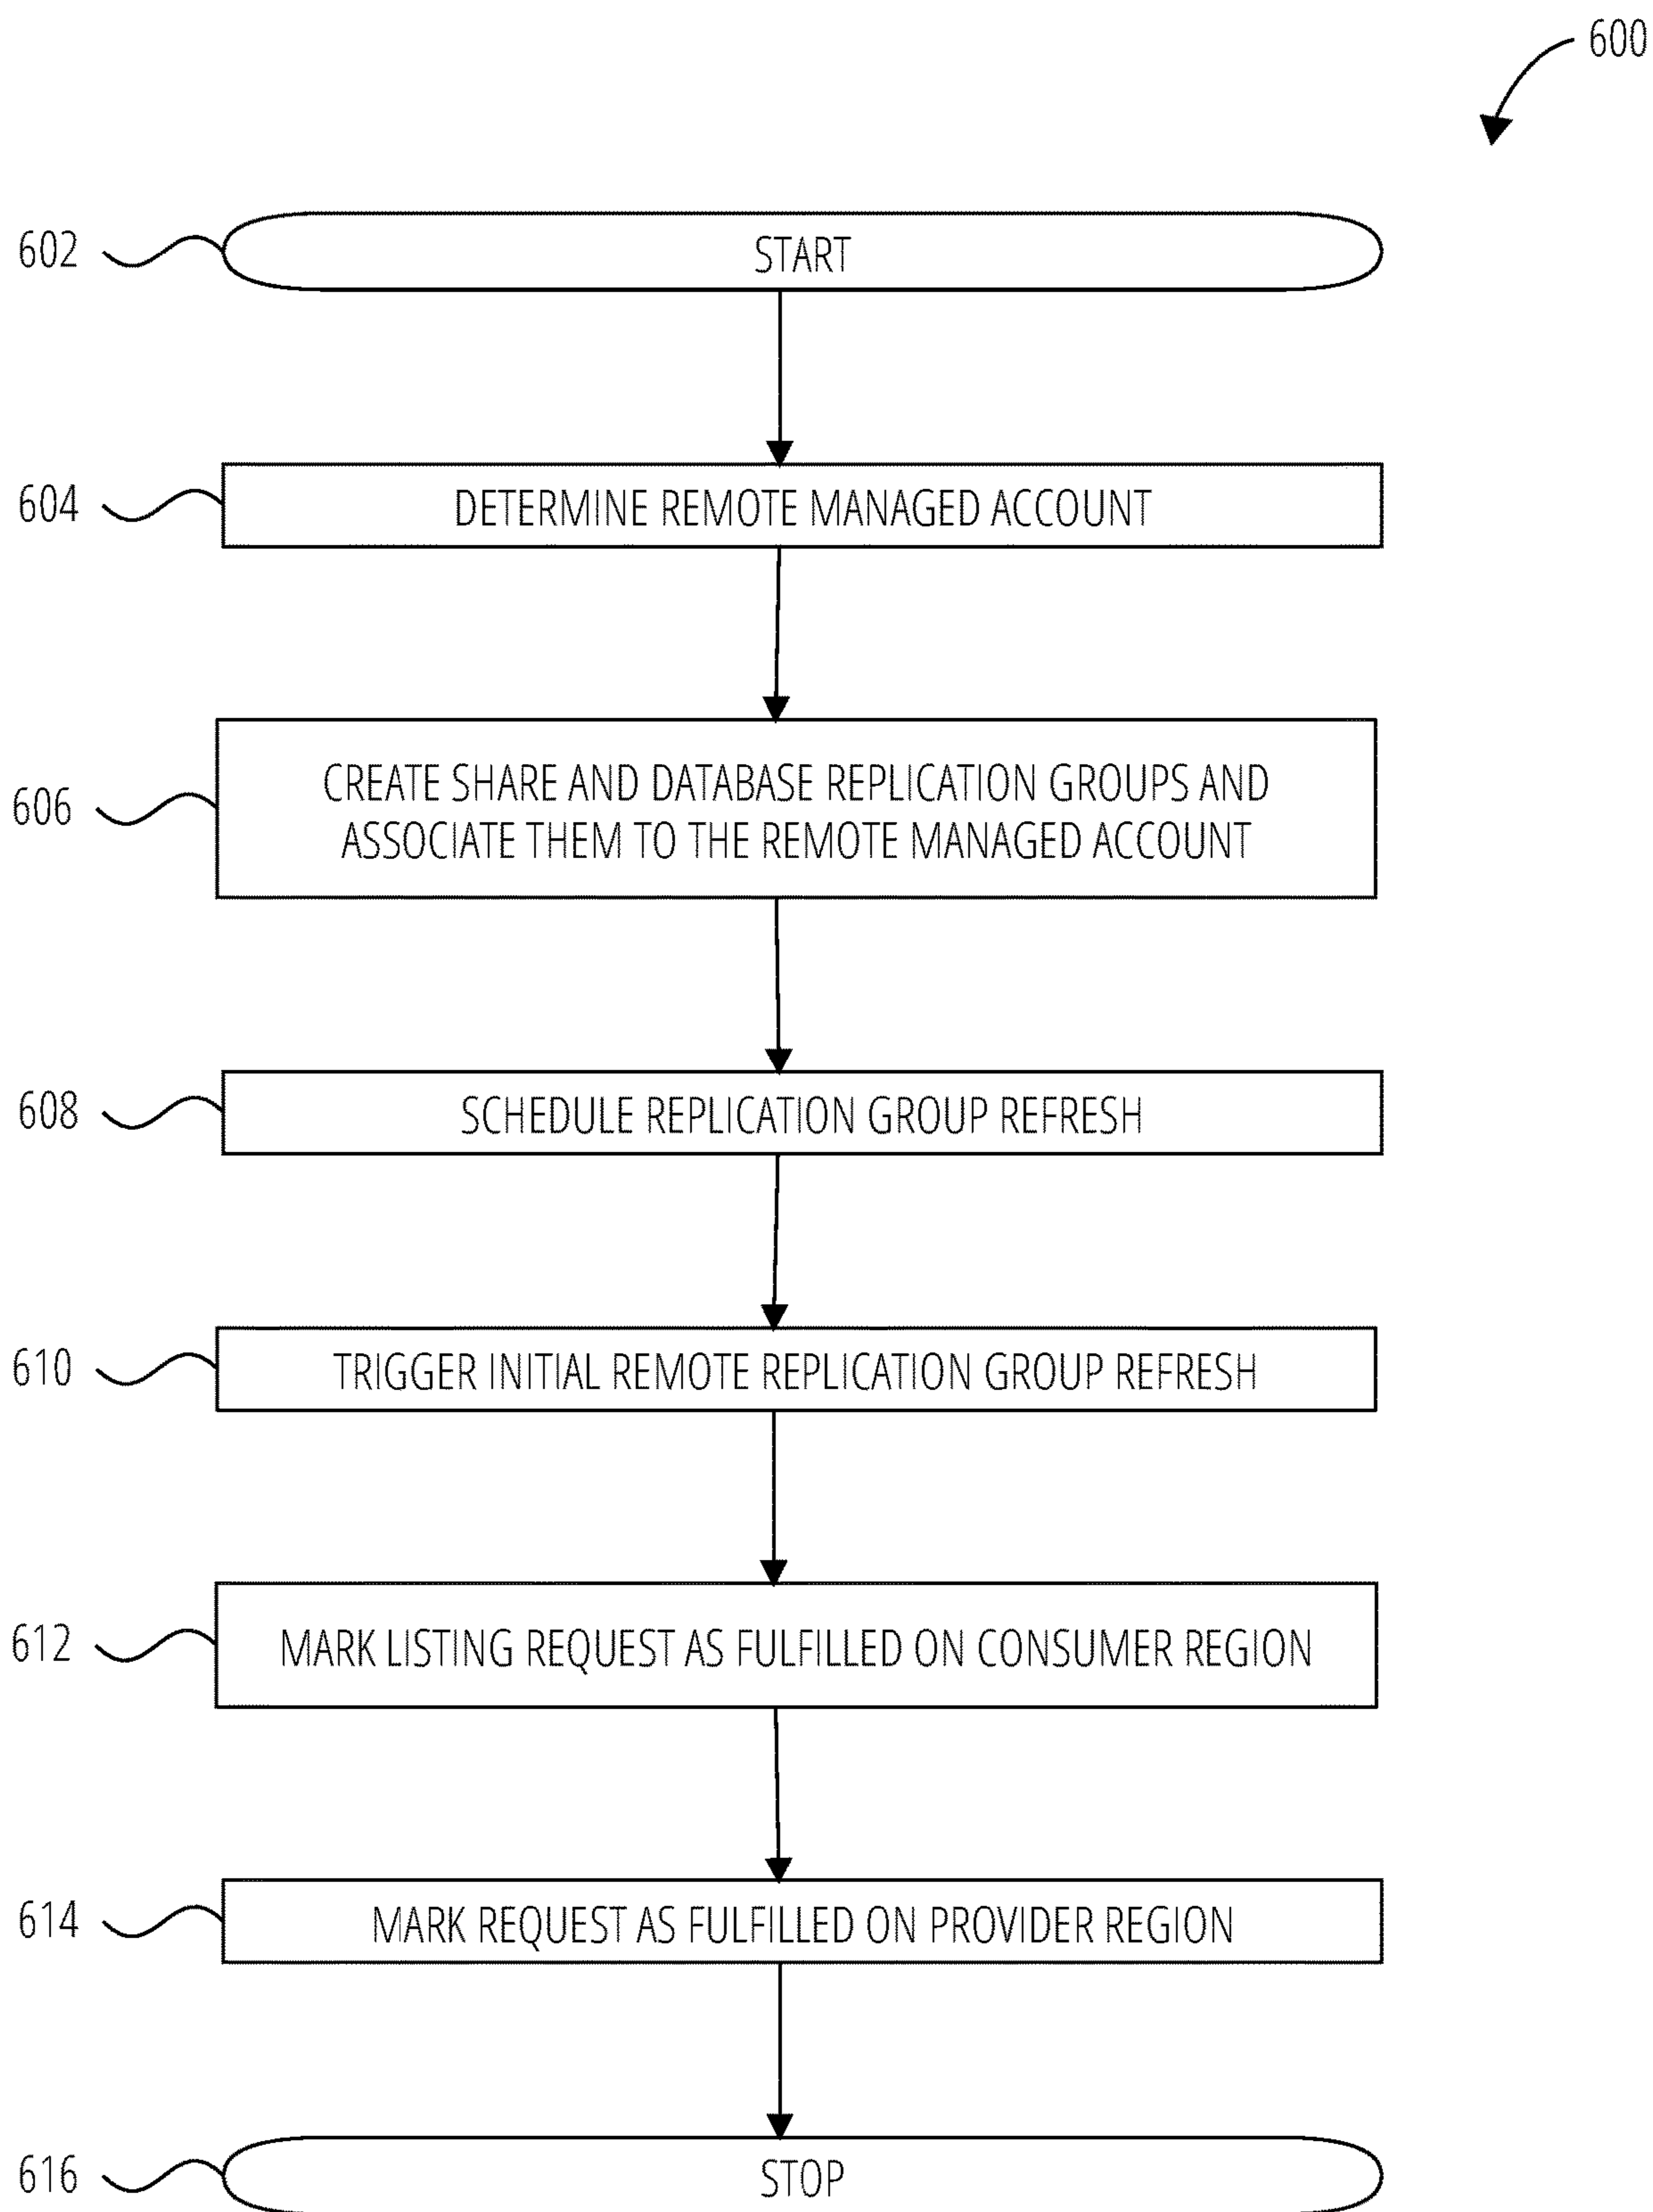 600
602
START
604
DETERMINE REMOTE MANAGED ACCOUNT
606
CREATE SHARE AND DATABASE REPLICATION GROUPS AND
ASSOCIATE THEM TO THE REMOTE MANAGED ACCOUNT
608
SCHEDULE REPLICATION GROUP REFRESH
610
TRIGGER INITIAL REMOTE REPLICATION GROUP REFRESH
612
MARK LISTING REQUEST AS FULFILLED ON CONSUMER REGION
614
MARK REQUEST AS FULFILLED ON PROVIDER REGION
616
STOP